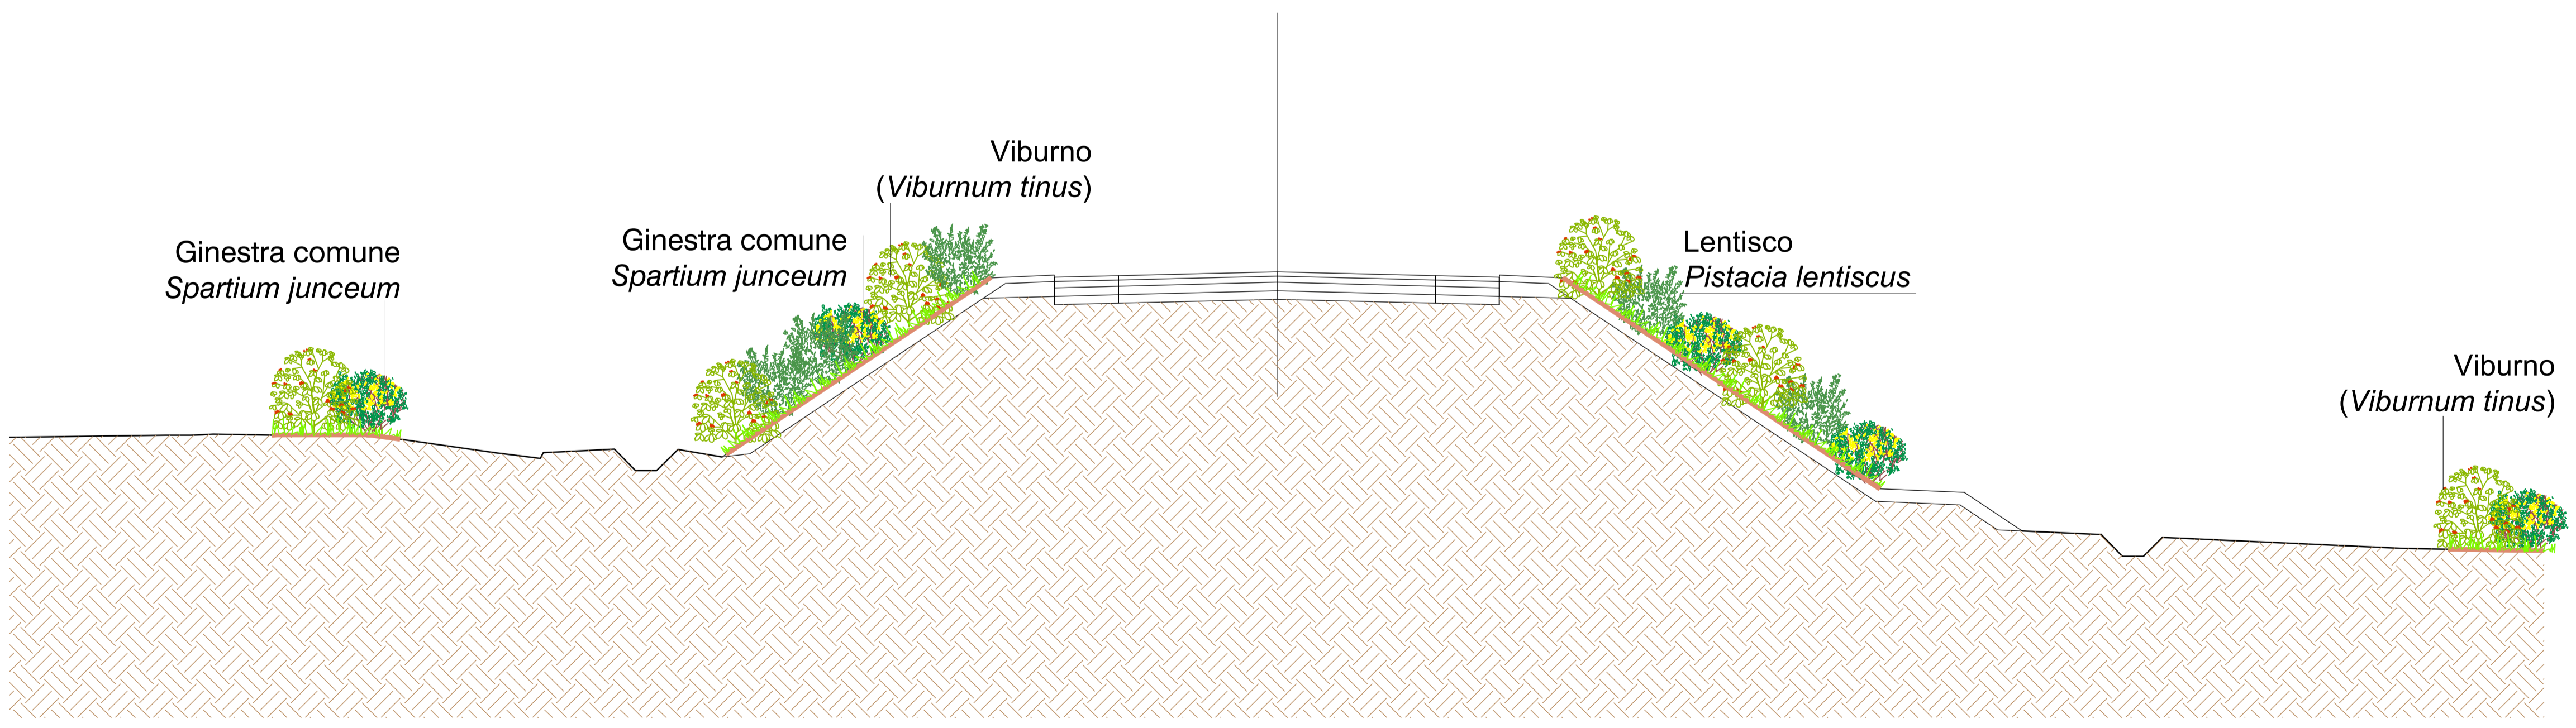 Ginestra comune
Spartium junceum
Ginestra comune
Spartium junceum
Viburno
(Viburnum tinus)
Lentisco
Pistacia lentiscus
Viburno
(Viburnum tinus)